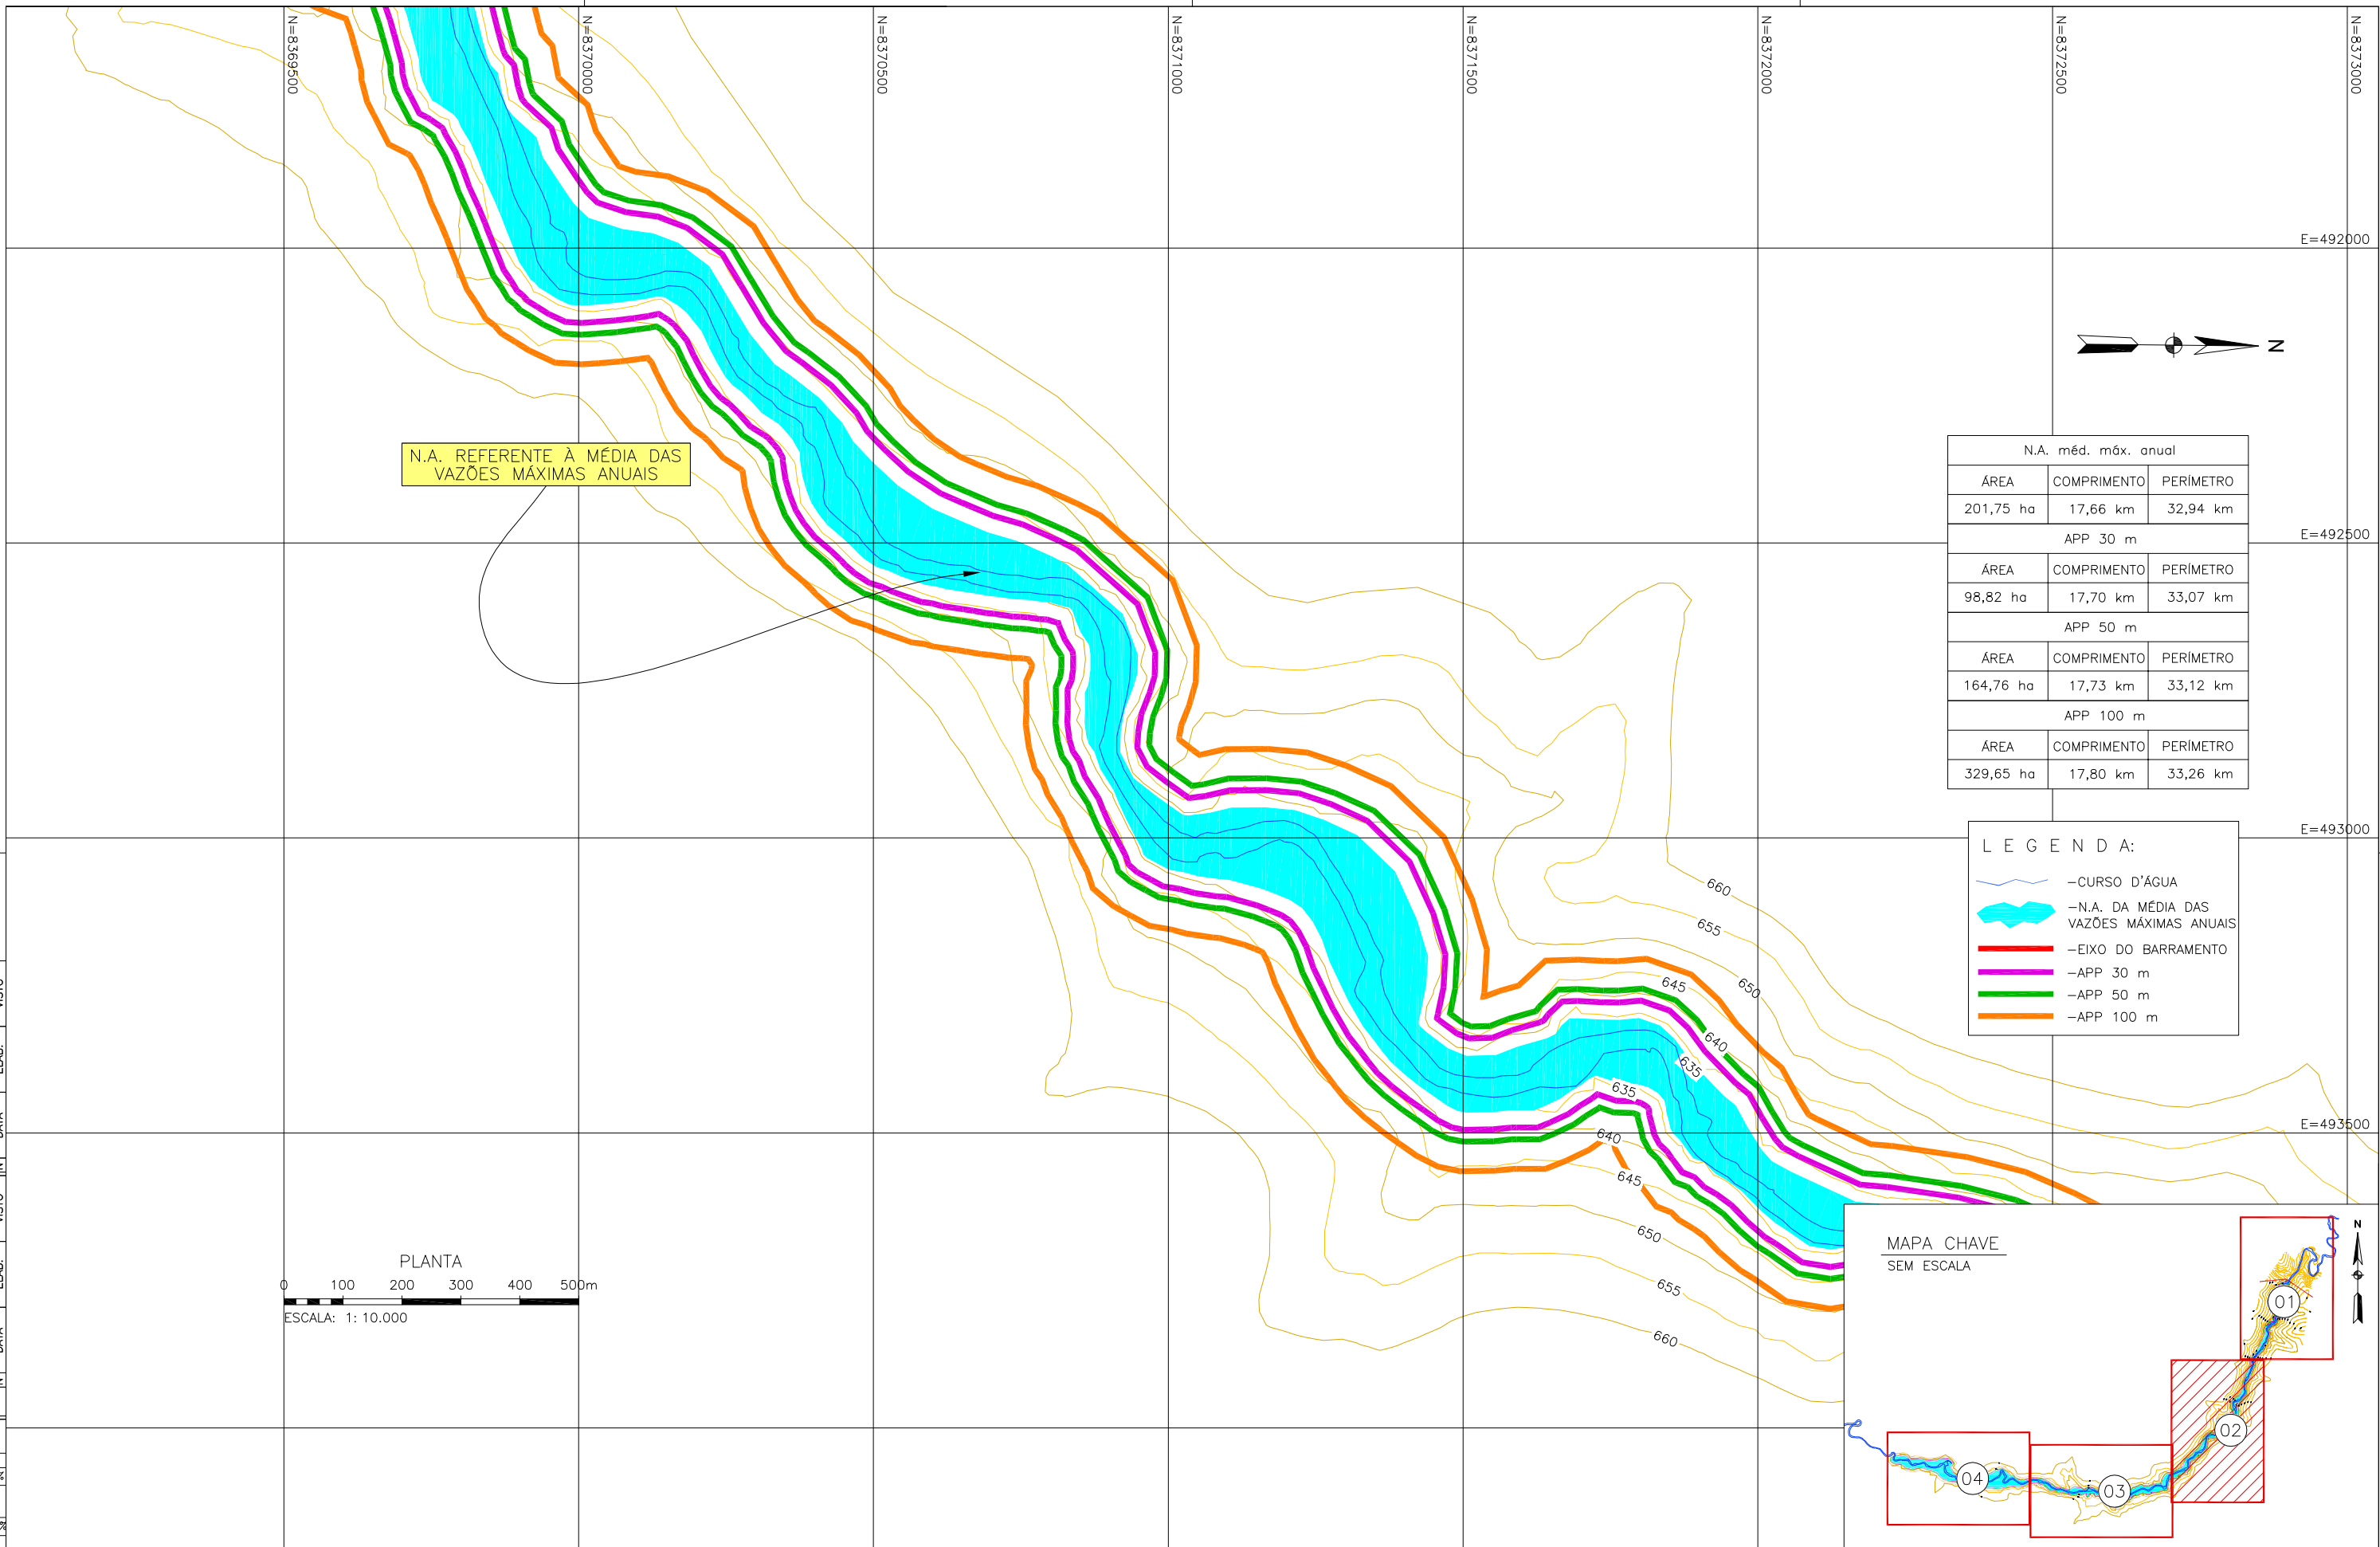 N=8369500
N=8370000
N=8370500
N=8371000
N=8371500
N=8372000
N=8372500
N=8373000
E=492000
N
N.A. REFERENTE À MÉDIA DAS
VAZÕES MÁXIMAS ANUAIS
N.A. méd. máx. anual
ÁREA COMPRIMENTO PERÍMETRO
201,75 ha 17,66 km 32,94 km
E=492500
APP 30 m
ÁREA COMPRIMENTO PERÍMETRO
98,82 ha 17,70 km 33,07 km
APP 50 m
ÁREA COMPRIMENTO PERÍMETRO
164,76 ha 17,73 km 33,12 km
APP 100 m
ÁREA COMPRIMENTO PERÍMETRO
329,65 ha 17,80 km 33,26 km
E=493000
L E G E N D A:
-CURSO D'ÁGUA
-N.A. DA MÉDIA DAS
VAZÕES MÁXIMAS ANUAIS
-EIXO DO BARRAMENTO
-APP 30 m
-APP 50 m
-APP 100 m
660
655
645
650
640
635
635
640
645
650
655
660
E=493500
PLANTA
0 100 200 300 400 500m
ESCALA: 1: 10.000
MAPA CHAVE
SEM ESCALA
N
01
02
03
04